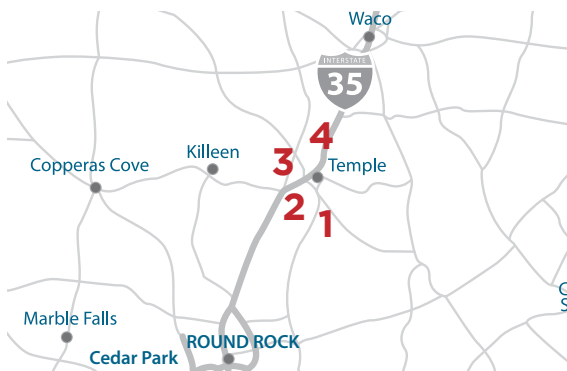 Waco
INTERSTATE
35
4
3
Killeen
Temple
Copperas Cove
2
1
Marble Falls
ROUND ROCK
Cedar Park